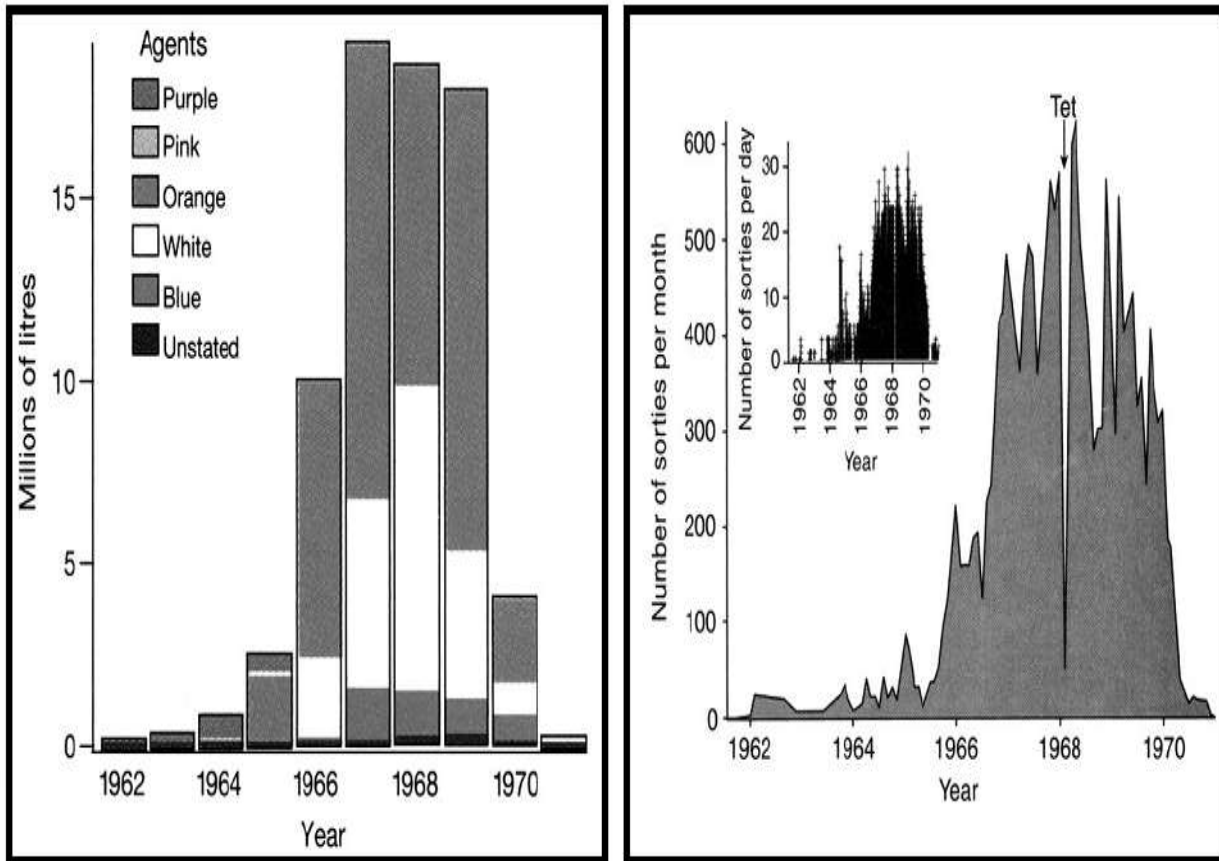 Agents
Purple
Pink
Orange
White
Blue
Unstated
Millions of litres
15
10
5
0
1962 1964 1966 1968 1970
Year
Tet
Number of sorties per month
600
500
400
300
200
100
0
1962 1964 1966 1968 1970
Year
Number of sorties per day
30
20
10
0
1962 1964 1966 1968 1970
Year